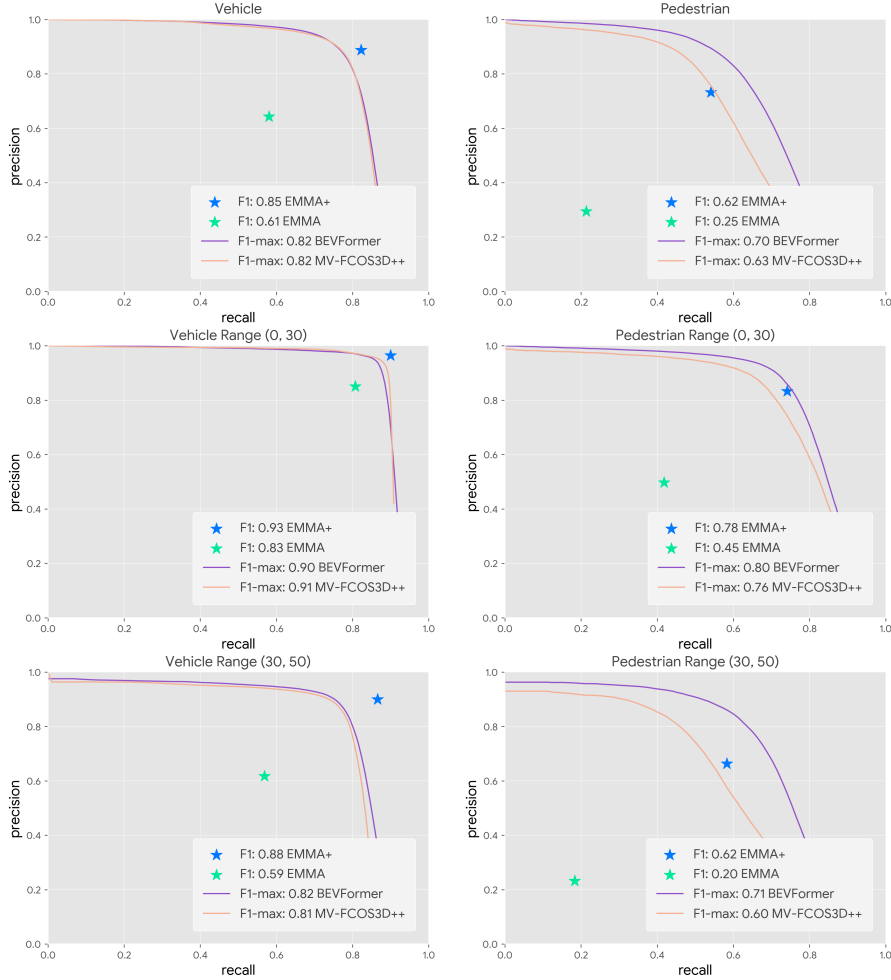 Vehicle
1.0
0.8
0.6
0.4
0.2
0.0
precision
F1: 0.85 EMMA+
F1: 0.61 EMMA
F1-max: 0.82 BEVFormer
F1-max: 0.82 MV-FCOS3D++
0.0 0.2 0.4 0.6 0.8 1.0
recall
Pedestrian
1.0
0.8
0.6
0.4
0.2
0.0
precision
F1: 0.62 EMMA+
F1: 0.25 EMMA
F1-max: 0.70 BEVFormer
F1-max: 0.63 MV-FCOS3D++
0.0 0.2 0.4 0.6 0.8 1.0
recall
Vehicle Range (0, 30)
1.0
0.8
0.6
0.4
0.2
0.0
precision
F1: 0.93 EMMA+
F1: 0.83 EMMA
F1-max: 0.90 BEVFormer
F1-max: 0.91 MV-FCOS3D++
0.0 0.2 0.4 0.6 0.8 1.0
recall
Pedestrian Range (0, 30)
1.0
0.8
0.6
0.4
0.2
0.0
precision
F1: 0.78 EMMA+
F1: 0.45 EMMA
F1-max: 0.80 BEVFormer
F1-max: 0.76 MV-FCOS3D++
0.0 0.2 0.4 0.6 0.8 1.0
recall
Vehicle Range (30, 50)
1.0
0.8
0.6
0.4
0.2
0.0
precision
F1: 0.88 EMMA+
F1: 0.59 EMMA
F1-max: 0.82 BEVFormer
F1-max: 0.81 MV-FCOS3D++
0.0 0.2 0.4 0.6 0.8 1.0
recall
Pedestrian Range (30, 50)
1.0
0.8
0.6
0.4
0.2
0.0
precision
F1: 0.62 EMMA+
F1: 0.20 EMMA
F1-max: 0.71 BEVFormer
F1-max: 0.60 MV-FCOS3D++
0.0 0.2 0.4 0.6 0.8 1.0
recall